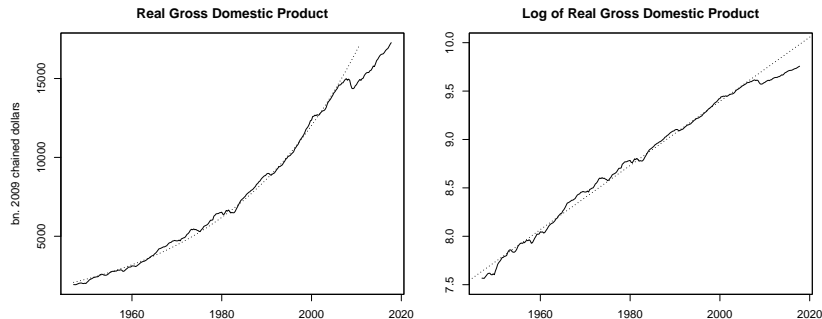 Real Gross Domestic Product
bn. 2009 chained dollars
15000
10000
5000
1960 1980 2000 2020
Log of Real Gross Domestic Product
10.0
9.5
9.0
8.5
8.0
7.5
1960 1980 2000 2020